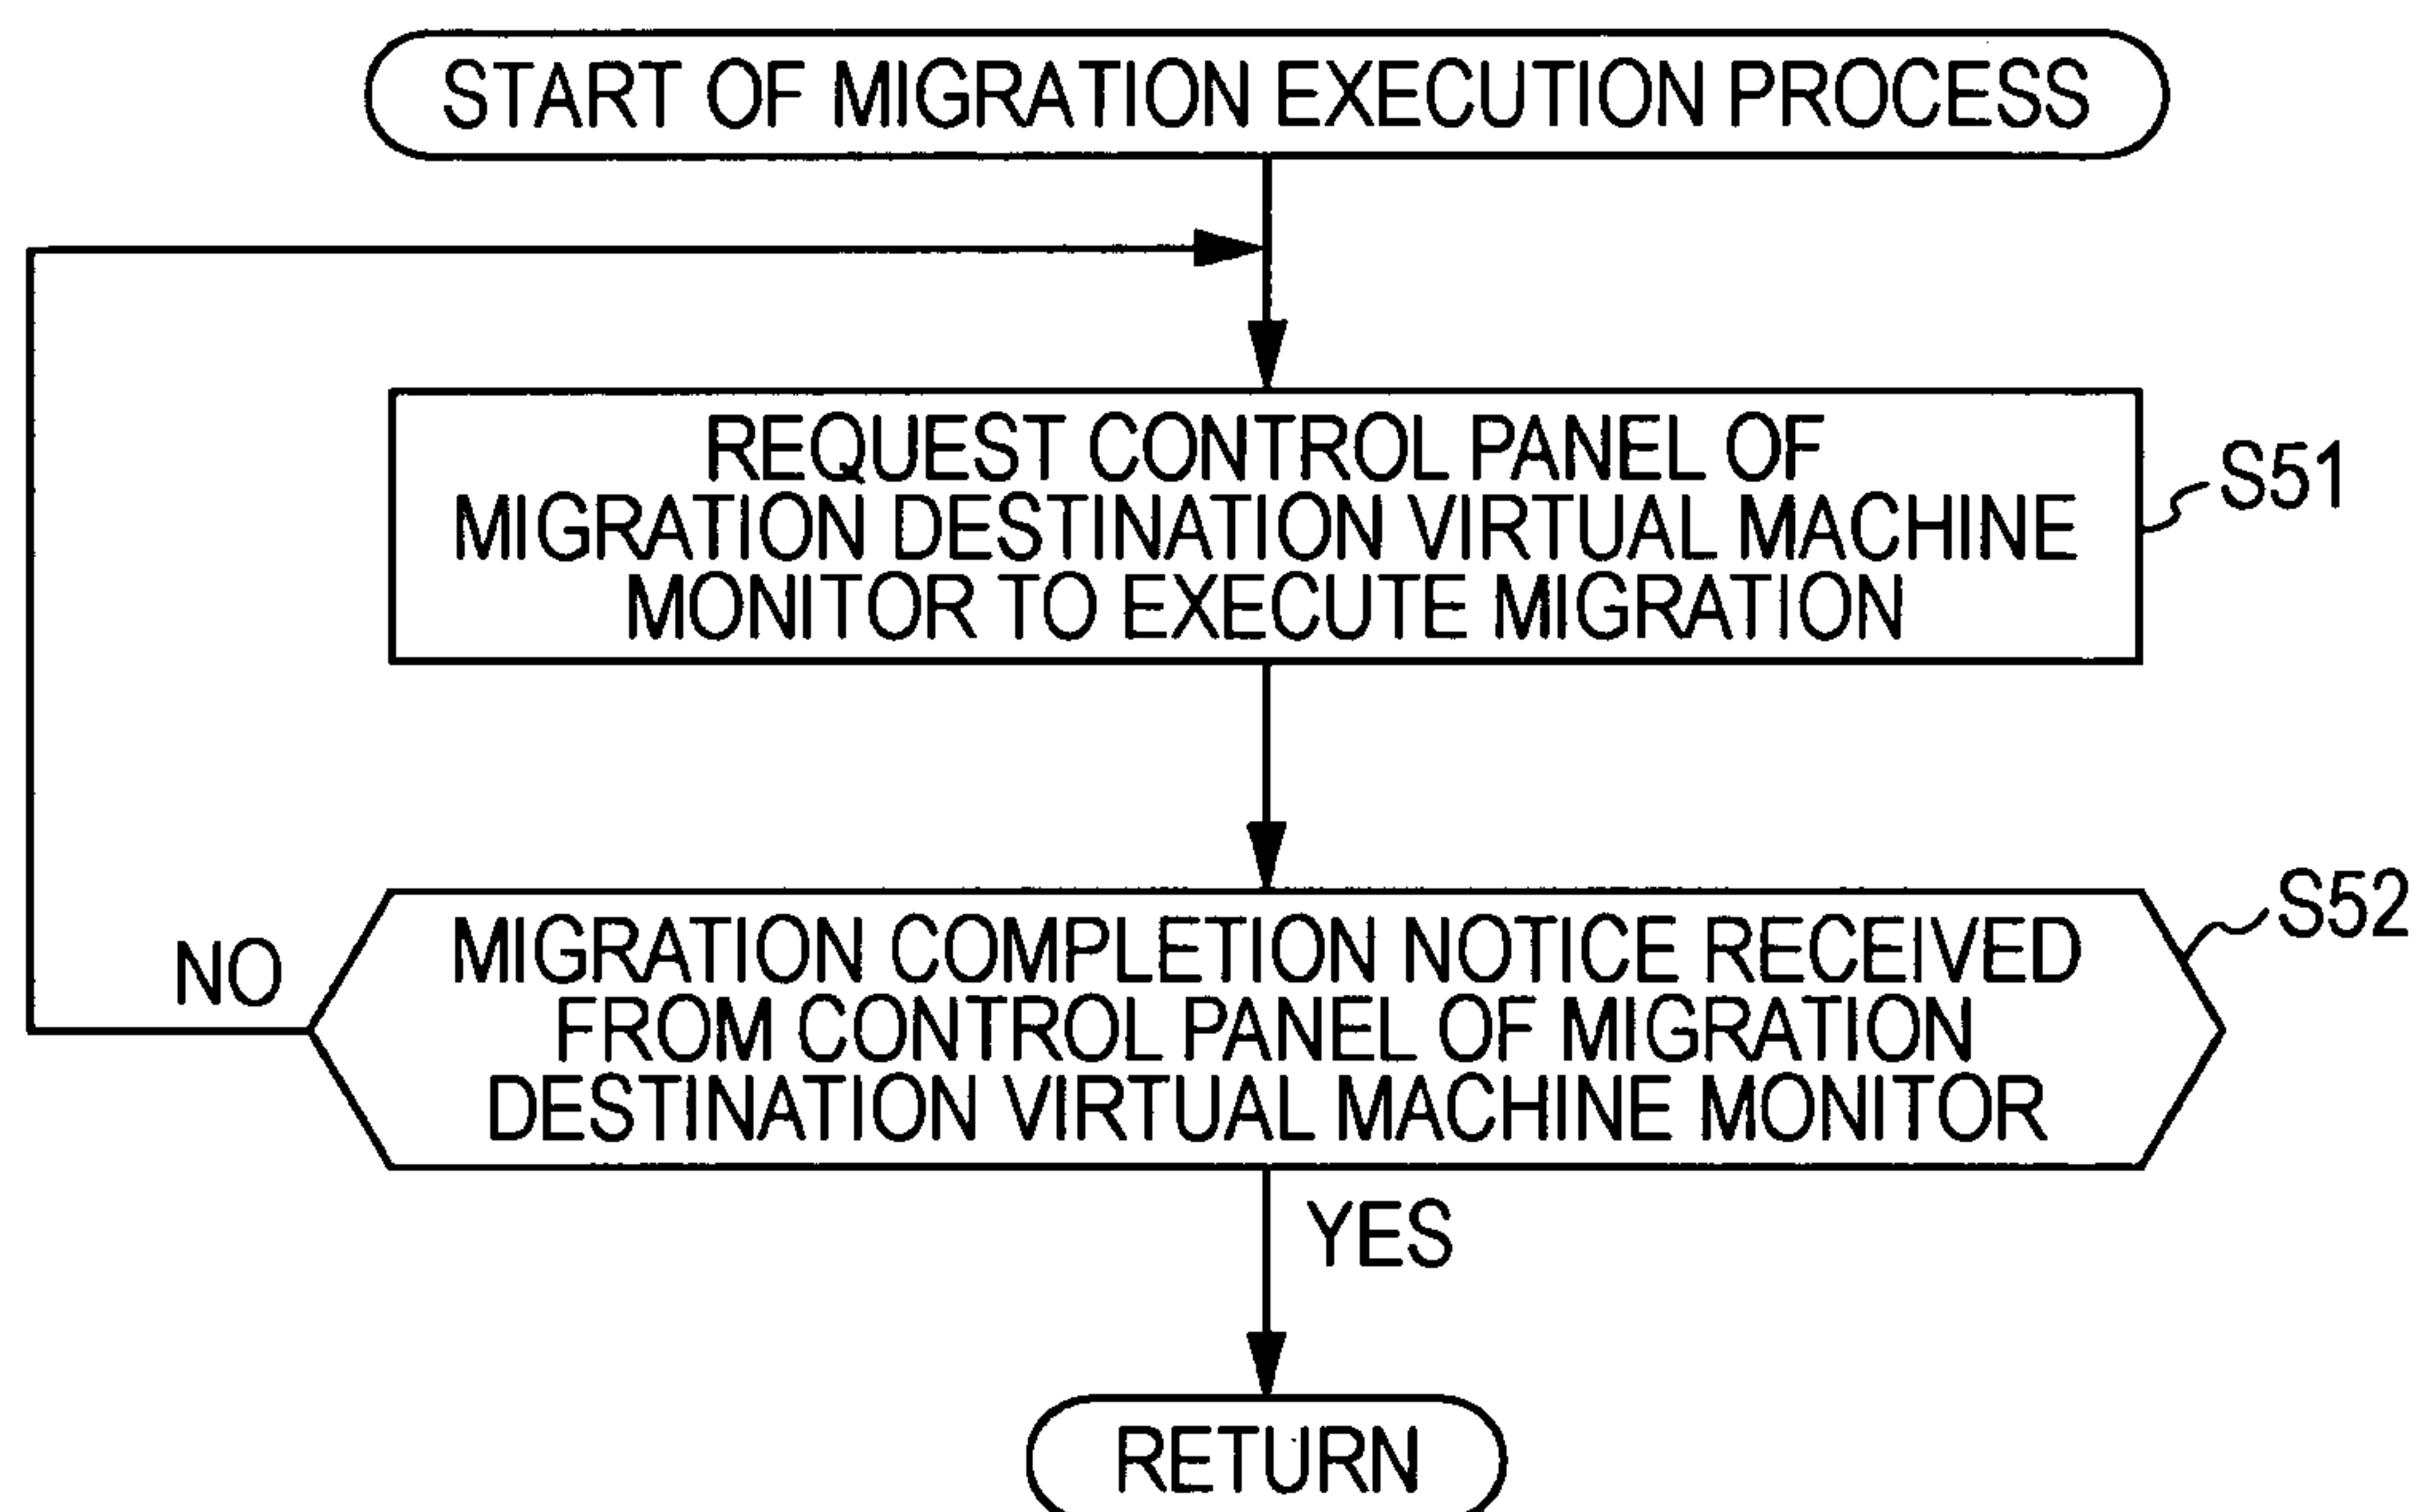 START OF MIGRATION EXECUTION PROCESS
REQUEST CONTROL PANEL OF
MIGRATION DESTINATION VIRTUAL MACHINE
MONITOR TO EXECUTE MIGRATION
S51
S52
NO
MIGRATION COMPLETION NOTICE RECEIVED
FROM CONTROL PANEL OF MIGRATION
DESTINATION VIRTUAL MACHINE MONITOR
YES
RETURN